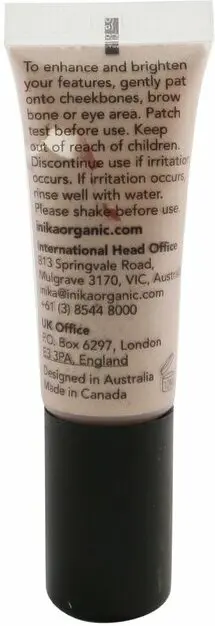 To enhance and brighten
your features, gently pat
onto cheekbones, brow
bone or eye area. Patch
test before use. Keep
out of reach of children.
Discontinue use if irritation
occurs. If irritation occurs,
rinse well with water.
Please shake before use.
inikaorganic.com
International Head Office
813 Springvale Road,
Mulgrave 3170, VIC, Austral
inika@inikaorganic.com
+61 (3) 8544 8000
UK Office
P.O. Box 6297, London
E3 3PA, England
Designed in Australia
Made in Canada